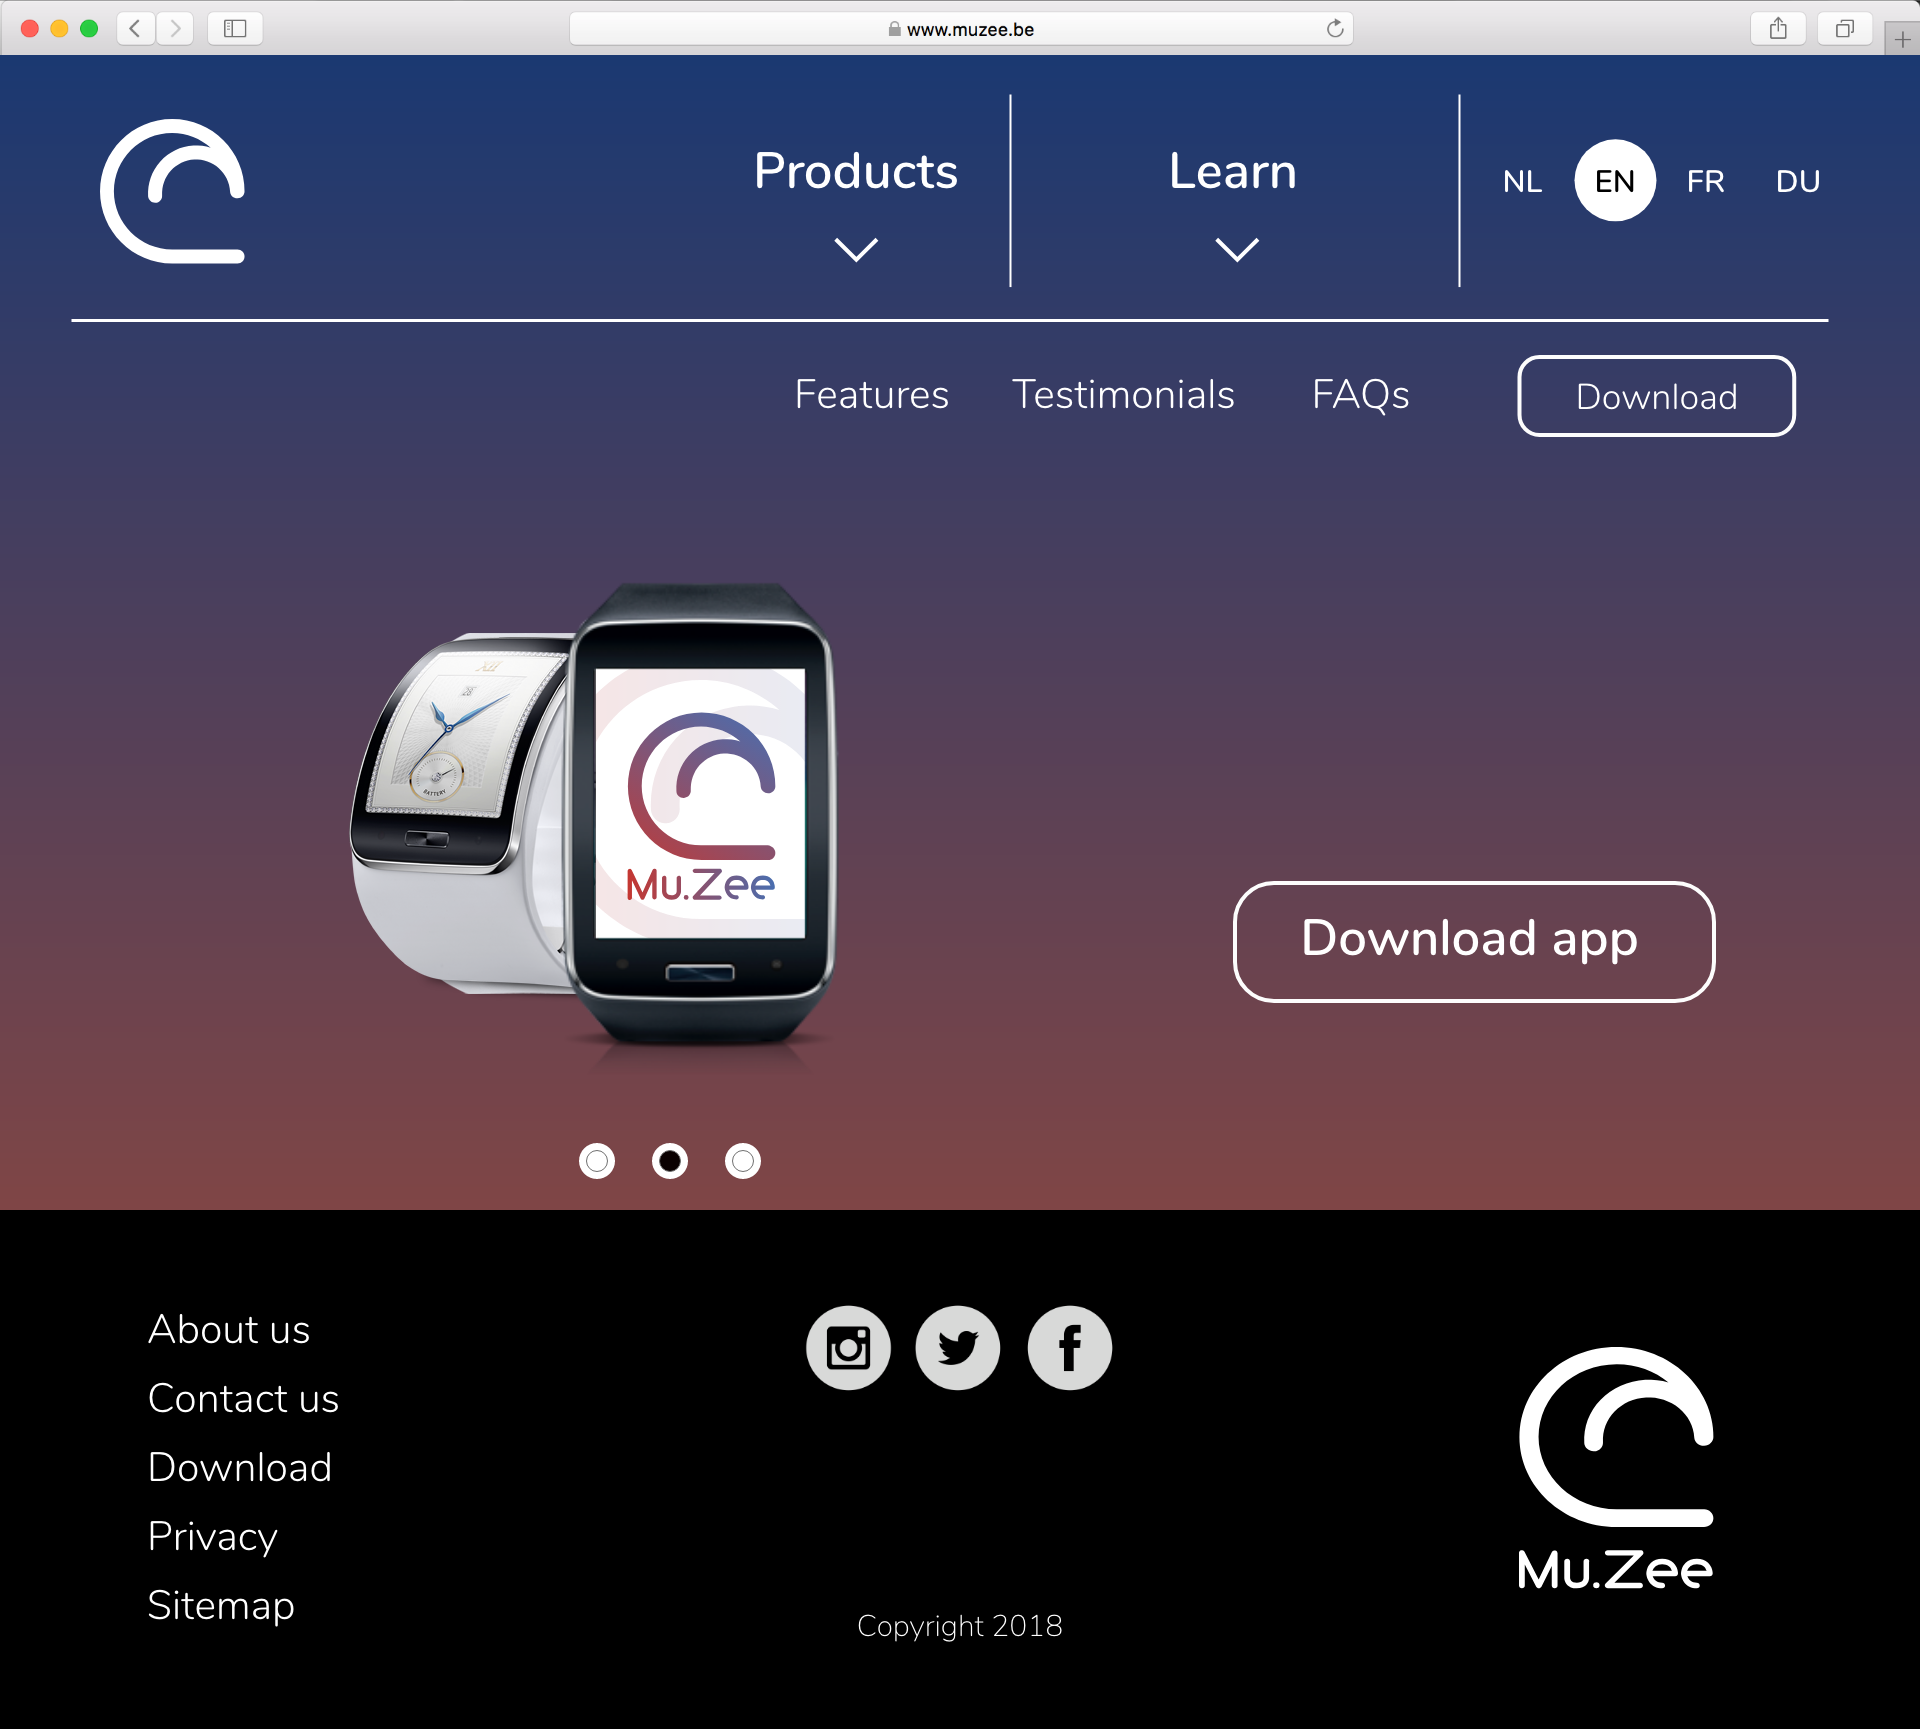 www.muzee.be
Products
Learn
NL EN FR DU
Features Testimonials FAQs Download
XII
28
BATTERY
Mu.Zee
Download app
About us
Contact us
Download
Privacy
Sitemap
Mu.Zee
Copyright 2018